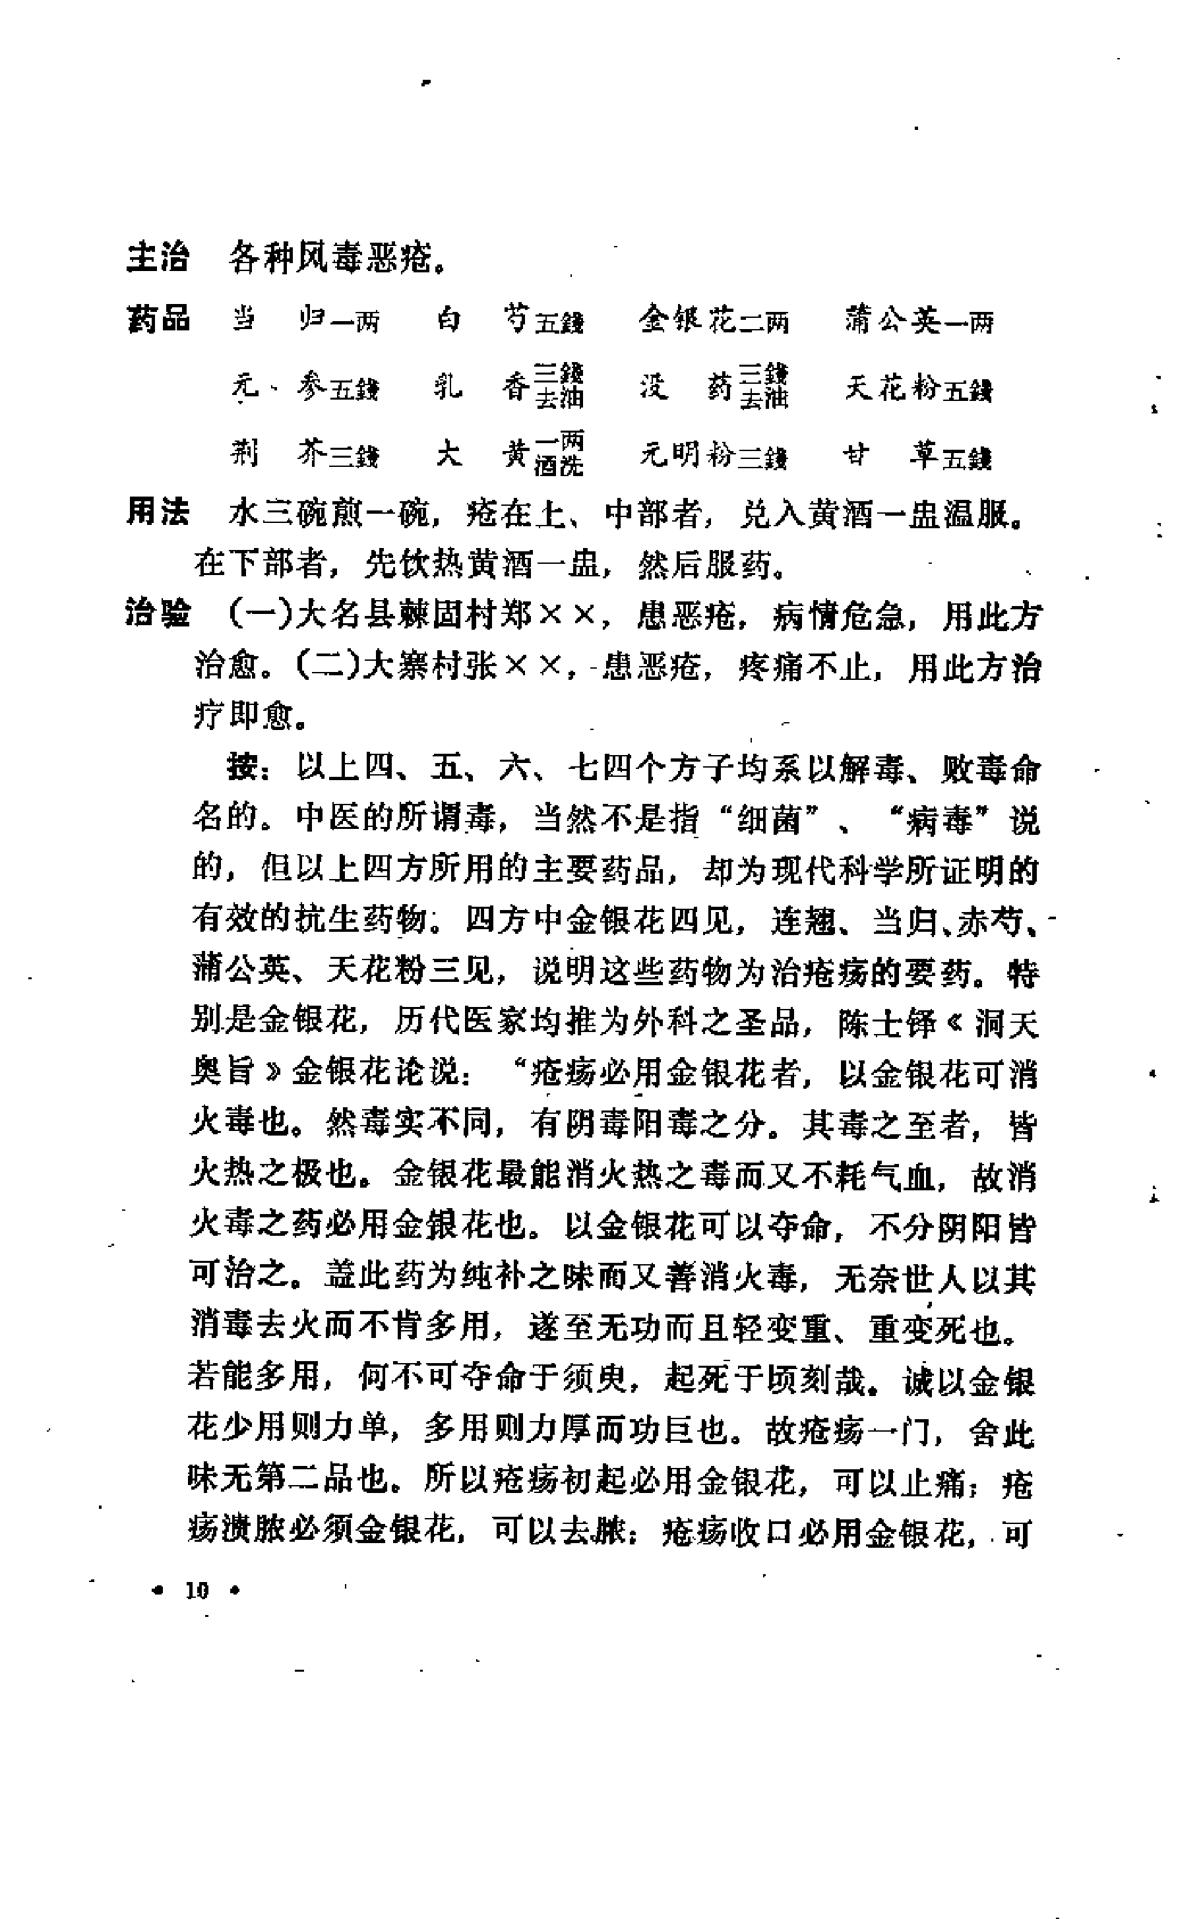 主治 各种风毒恶疮。
药品 当 归一两 白 芍五錢 金银花二两 蒲公英一两
元、参五錢 乳 香三錢去油 没 药三錢去油 天花粉五錢
荆 芥三錢 大 黄一两酒洗 元明粉三錢 甘 草五錢
用法 水三碗煎一碗，疮在上、中部者，兑入黄酒一盅温服。
在下部者，先饮热黄酒一盅，然后服药。
治验 (一)大名县棘固村郑××，患恶疮，病情危急，用此方
治愈。(二)大寨村张××，患恶疮，疼痛不止，用此方治
疗即愈。
按：以上四、五、六、七四个方子均系以解毒、败毒命
名的。中医的所谓毒，当然不是指“细菌”、“病毒”说
的，但以上四方所用的主要药品，却为现代科学所证明的
有效的抗生药物。四方中金银花四见，连翘、当归、赤芍、
蒲公英、天花粉三见，说明这些药物为治疮疡的要药。特
别是金银花，历代医家均推为外科之圣品，陈士铎《洞天
奥旨》金银花论说：“疮疡必用金银花者，以金银花可消
火毒也。然毒实不同，有阴毒阳毒之分。其毒之至者，皆
火热之极也。金银花最能消火热之毒而又不耗气血，故消
火毒之药必用金银花也。以金银花可以夺命，不分阴阳皆
可治之。盖此药为纯补之味而又善消火毒，无奈世人以其
消毒去火而不肯多用，遂至无功而且轻变重、重变死也。
若能多用，何不可夺命于须臾，起死于顷刻哉。诚以金银
花少用则力单，多用则力厚而功巨也。故疮疡一门，舍此
味无第二品也。所以疮疡初起必用金银花，可以止痛；疮
疡溃脓必须金银花，可以去脓；疮疡收口必用金银花，可
• 10 •